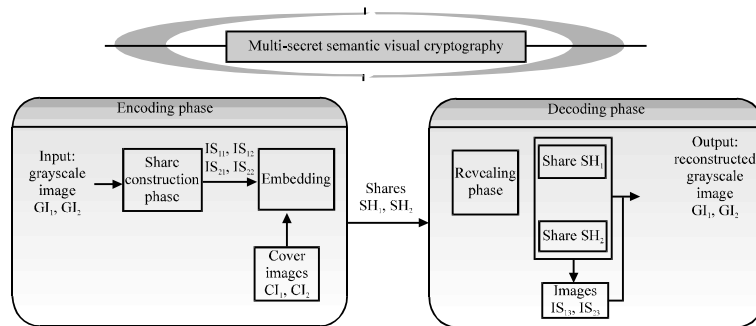 Multi-secret semantic visual cryptography
Encoding phase
Input:
grayscale
image
GI₁, GI₂
Sharc
construction
phase
IS₁₁, IS₁₂
IS₂₁, IS₂₂
Embedding
Cover
images
CI₁, CI₂
Shares
SH₁, SH₂
Decoding phase
Revealing
phase
Share SH₁
Share SH₂
Images
IS₁₃, IS₂₃
Output:
reconstructed
grayscale
image
GI₁, GI₂